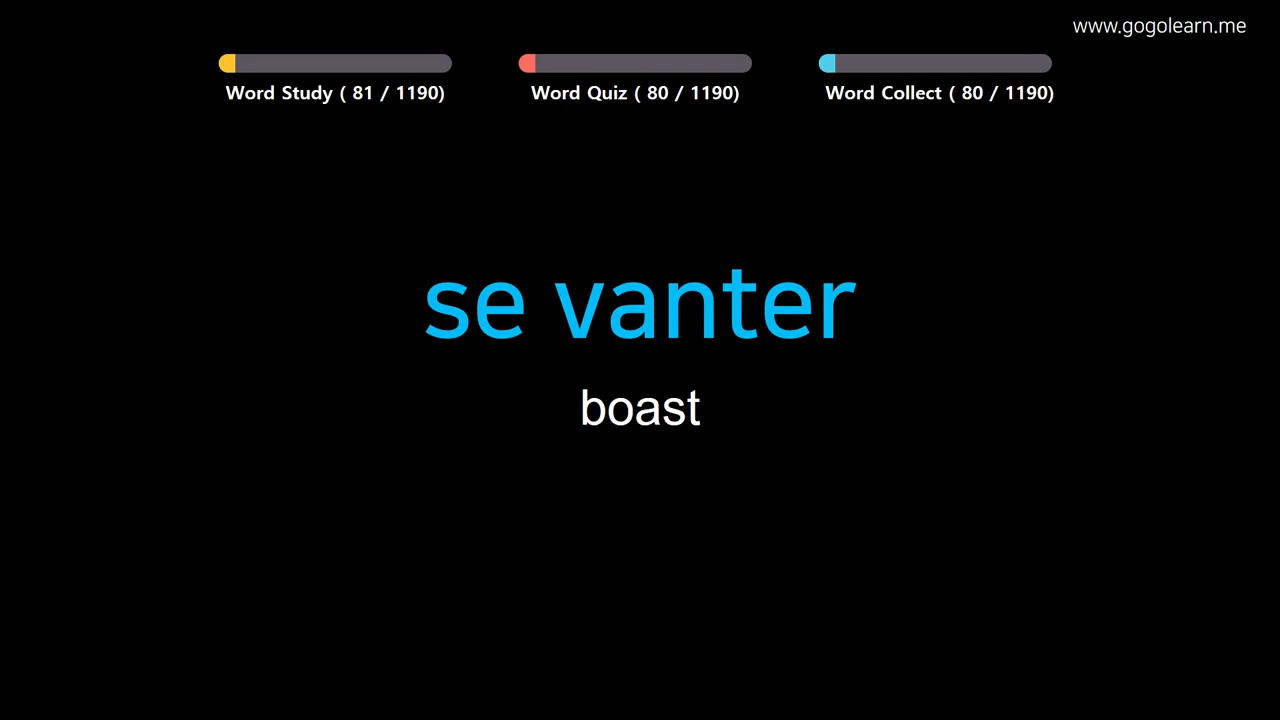 www.gogolearn.me
Word Study ( 81 / 1190)
Word Quiz ( 80 / 1190)
Word Collect ( 80 / 1190)
se vanter
boast